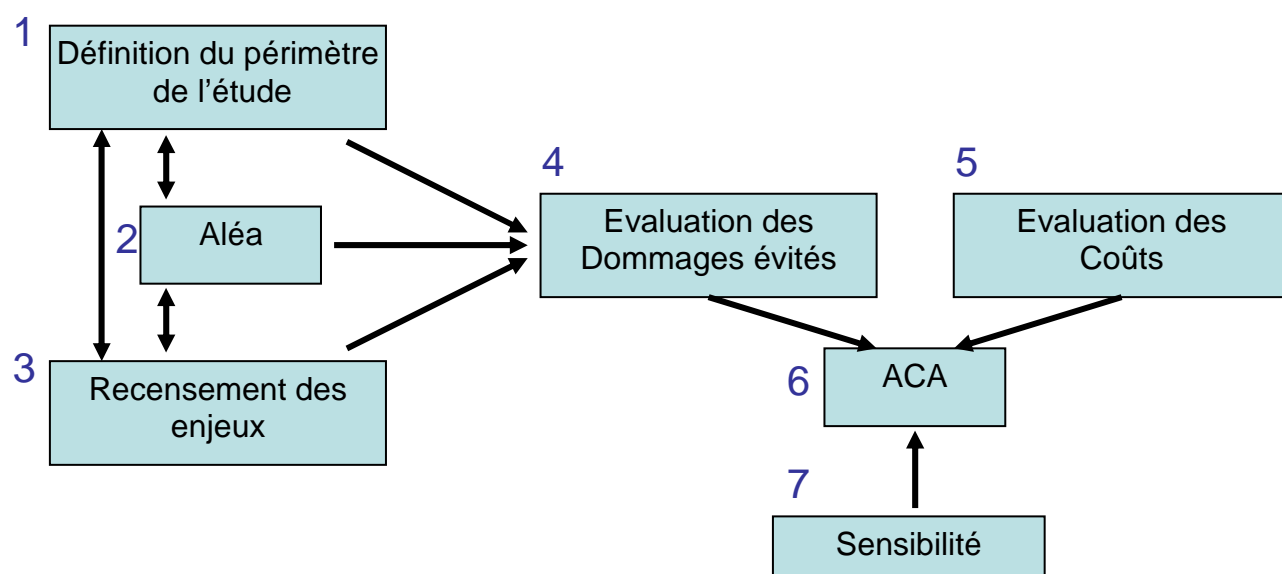 1
Définition du périmètre
de l'étude
2
Aléa
3
Recensement des
enjeux
4
Evaluation des
Dommages évités
5
Evaluation des
Coûts
6
ACA
7
Sensibilité